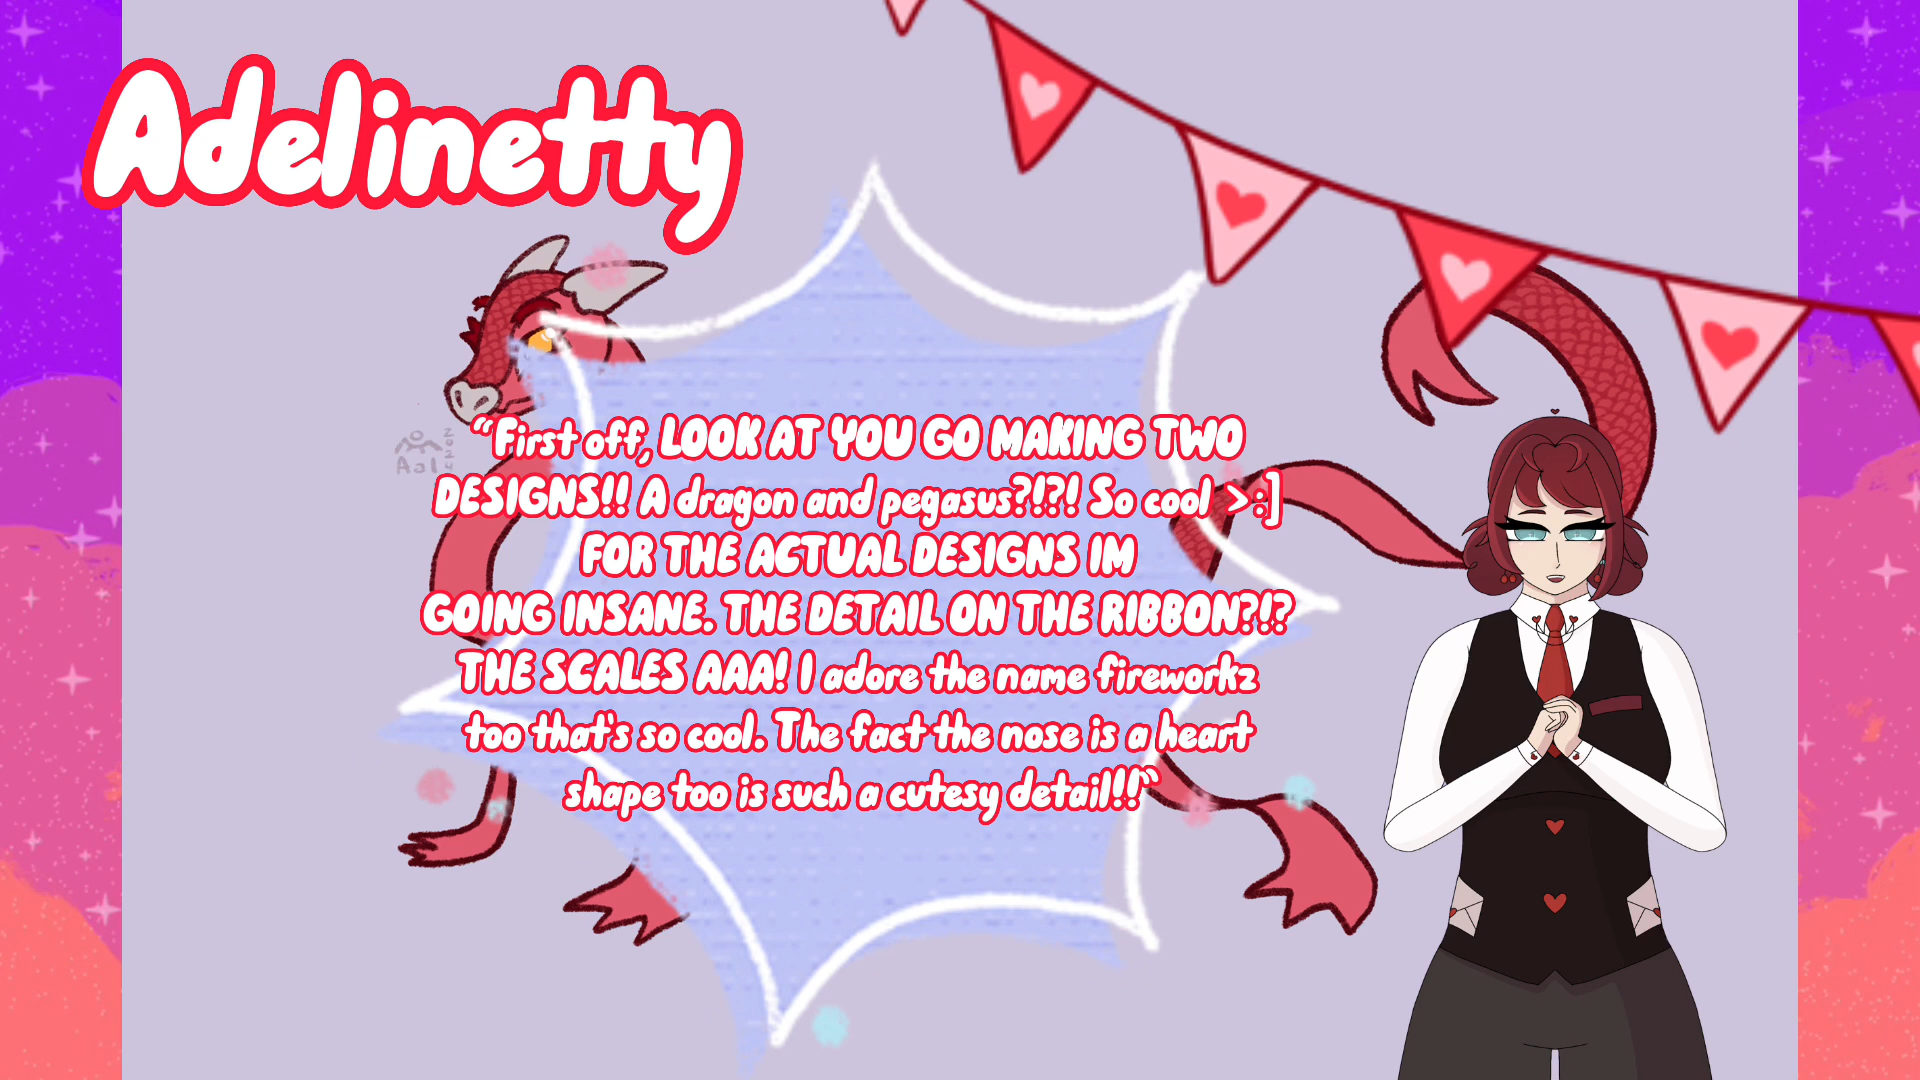 Adelinetty
Aal 2024
“First off, LOOK AT YOU GO MAKING TWO
DESIGNS!! A dragon and pegasus?!?! So cool >:]
FOR THE ACTUAL DESIGNS IM
GOING INSANE. THE DETAIL ON THE RIBBON?!?
THE SCALES AAA! I adore the name fireworkz
too that's so cool. The fact the nose is a heart
shape too is such a cutesy detail!!“